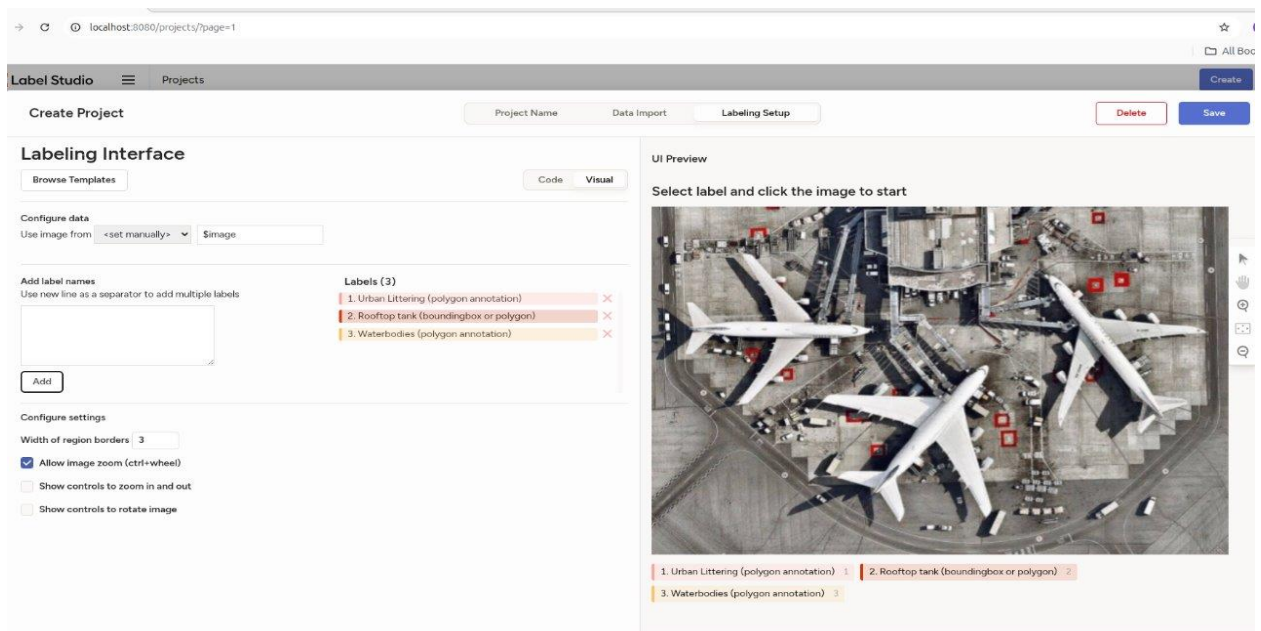 localhost:8080/projects/?page=1
All Boo
Label Studio Projects Create
Create Project Project Name Data Import Labeling Setup Delete Save
Labeling Interface
Browse Templates Code Visual
Configure data
Use image from <set manually> $image
Add label names
Use new line as a separator to add multiple labels
Add
Labels (3)
1. Urban Littering (polygon annotation)
2. Rooftop tank (boundingbox or polygon)
3. Waterbodies (polygon annotation)
Configure settings
Width of region borders 3
Allow image zoom (ctrl+wheel)
Show controls to zoom in and out
Show controls to rotate image
UI Preview
Select label and click the image to start
1. Urban Littering (polygon annotation) 1 2. Rooftop tank (boundingbox or polygon) 2
3. Waterbodies (polygon annotation) 3